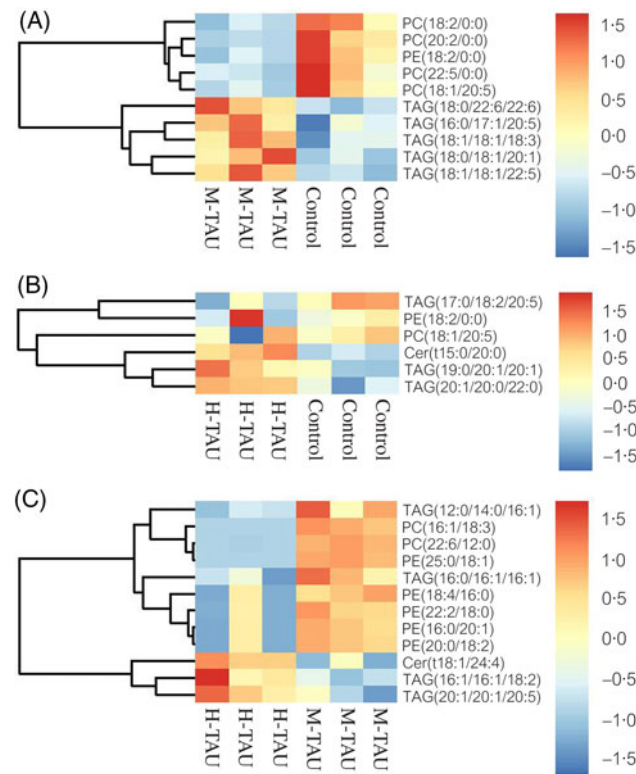 (A)
PC(18:2/0:0)
PC(20:2/0:0)
PE(18:2/0:0)
PC(22:5/0:0)
PC(18:1/20:5)
TAG(18:0/22:6/22:6)
TAG(16:0/17:1/20:5)
TAG(18:1/18:1/18:3)
TAG(18:0/18:1/20:1)
TAG(18:1/18:1/22:5)
M-TAU M-TAU M-TAU Control Control Control
1·5
1·0
0·5
0·0
–0·5
–1·0
–1·5
(B)
TAG(17:0/18:2/20:5)
PE(18:2/0:0)
PC(18:1/20:5)
Cer(t15:0/20:0)
TAG(19:0/20:1/20:1)
TAG(20:1/20:0/22:0)
H-TAU H-TAU H-TAU Control Control Control
1·5
1·0
0·5
0·0
–0·5
–1·0
–1·5
(C)
TAG(12:0/14:0/16:1)
PC(16:1/18:3)
PC(22:6/12:0)
PE(25:0/18:1)
TAG(16:0/16:1/16:1)
PE(18:4/16:0)
PE(22:2/18:0)
PE(16:0/20:1)
PE(20:0/18:2)
Cer(t18:1/24:4)
TAG(16:1/16:1/18:2)
TAG(20:1/20:1/20:5)
H-TAU H-TAU H-TAU M-TAU M-TAU M-TAU
1·5
1·0
0·5
0·0
–0·5
–1·0
–1·5